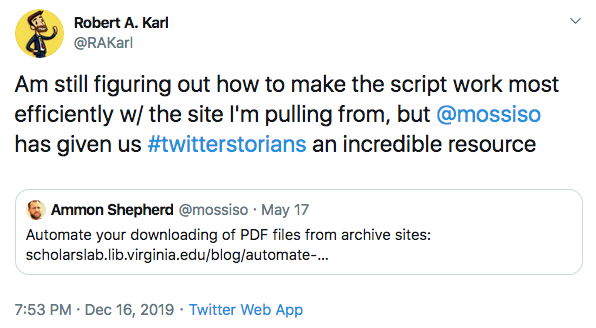 Robert A. Karl
@RAKarl
Am still figuring out how to make the script work most
efficiently w/ the site I'm pulling from, but @mossiso
has given us #twitterstorians an incredible resource
Ammon Shepherd @mossiso · May 17
Automate your downloading of PDF files from archive sites:
scholarslab.lib.virginia.edu/blog/automate-...
7:53 PM · Dec 16, 2019 · Twitter Web App